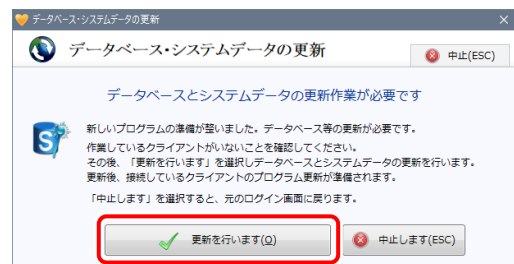 データベース・システムデータの更新
データベース・システムデータの更新
中止(ESC)
データベースとシステムデータの更新作業が必要です
新しいプログラムの準備が整いました。データベース等の更新が必要です。
作業しているクライアントがいないことを確認してください。
その後、「更新を行います」を選択しデータベースとシステムデータの更新を行います。
更新後、接続しているクライアントのプログラム更新が準備されます。
「中止します」を選択すると、元のログイン画面に戻ります。
更新を行います(O) 中止します(ESC)